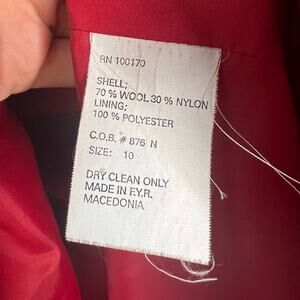 RN 100170
SHELL;
70 % WOOL 30 % NYLON
LINING;
100 % POLYESTER
C.O.B. # 876 N
SIZE: 10
DRY CLEAN ONLY
MADE IN F.Y.R.
MACEDONIA